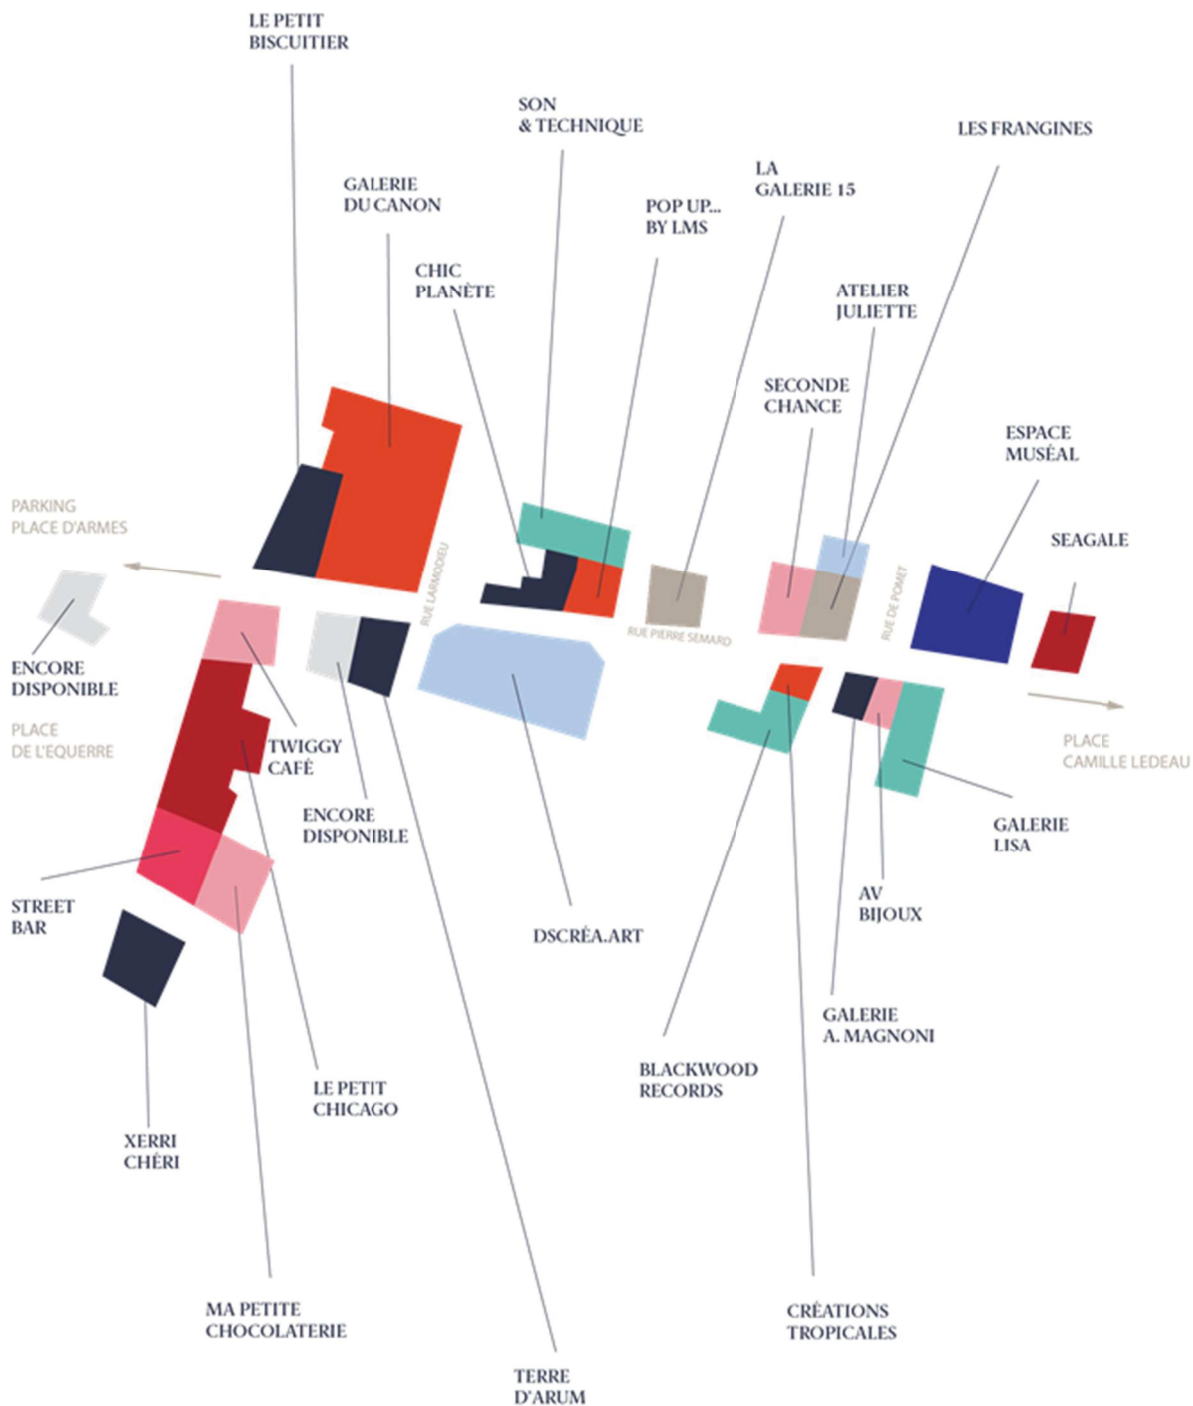 LE PETIT
BISCUITIER
SON
& TECHNIQUE
LES FRANGINES
LA
GALERIE 15
GALERIE
DU CANON
POP UP...
BY LMS
CHIC
PLANÈTE
ATELIER
JULIETTE
SECONDE
CHANCE
ESPACE
MUSÉAL
PARKING
PLACE D'ARMES
SEAGALE
RUE LARMODIEU
RUE DE POMET
RUE PIERRE SEMARD
ENCORE
DISPONIBLE
PLACE
DE L'EQUERRE
TWIGGY
CAFÉ
PLACE
CAMILLE LEDEAU
ENCORE
DISPONIBLE
GALERIE
LISA
STREET
BAR
AV
BIJOUX
DSCRÉA.ART
GALERIE
A. MAGNONI
BLACKWOOD
RECORDS
LE PETIT
CHICAGO
XERRI
CHÉRI
MA PETITE
CHOCOLATERIE
CRÉATIONS
TROPICALES
TERRE
D'ARUM